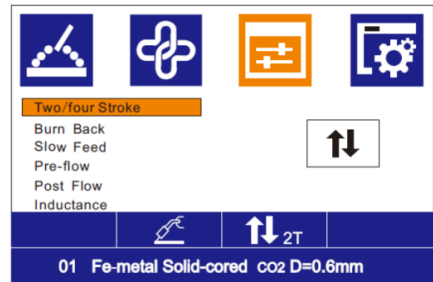 Two/four Stroke
Burn Back
Slow Feed
Pre-flow
Post Flow
Inductance
2T
01 Fe-metal Solid-cored CO2 D=0.6mm